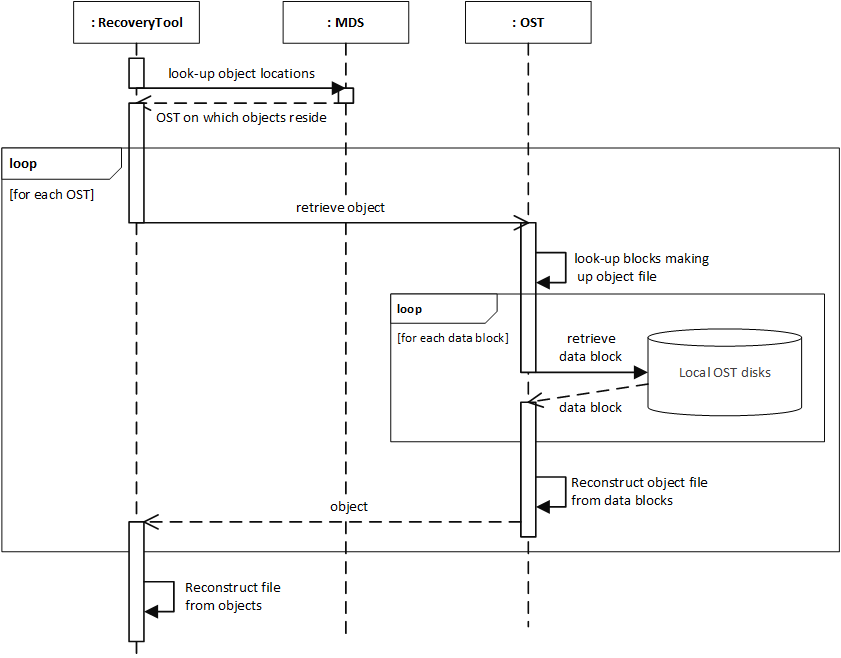 : RecoveryTool
: MDS
: OST
look-up object locations
OST on which objects reside
loop
[for each OST]
retrieve object
look-up blocks making
up object file
loop
[for each data block]
retrieve
data block
Local OST disks
data block
Reconstruct object file
from data blocks
object
Reconstruct file
from objects